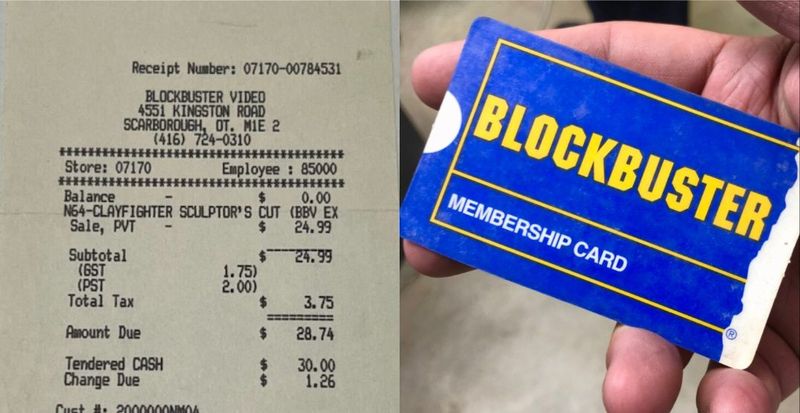 Receipt Number: 07170-00784531
BLOCKBUSTER VIDEO
4551 KINGSTON ROAD
SCARBOROUGH, OT. M1E 2
(416) 724-0310
************************************
Store: 07170 Employee : 85000
************************************
Balance - $ 0.00
N64-CLAYFIGHTER SCULPTOR'S CUT (BBV EX
Sale, PVT - $ 24.99
Subtotal $ 24.99
(GST 1.75)
(PST 2.00)
Total Tax $ 3.75
=========
Amount Due $ 28.74
Tendered CASH $ 30.00
Change Due $ 1.26
Cust #:
BLOCKBUSTER
MEMBERSHIP CARD
®